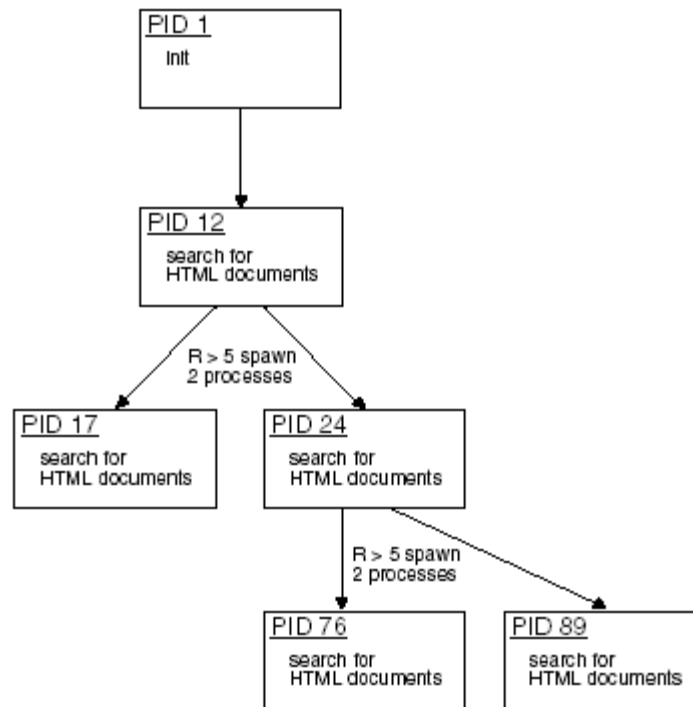 PID 1
init
PID 12
search for
HTML documents
R > 5 spawn
2 processes
PID 17
search for
HTML documents
PID 24
search for
HTML documents
R > 5 spawn
2 processes
PID 76
search for
HTML documents
PID 89
search for
HTML documents